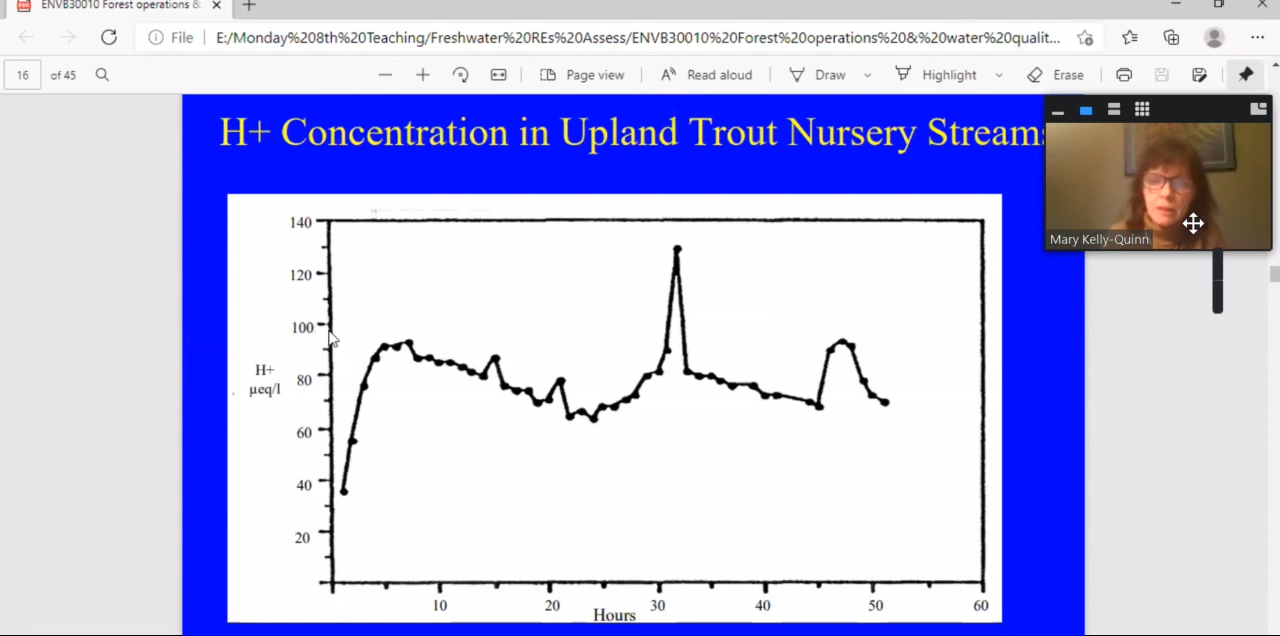 ENVB30010 Forest operations &
File
E:/Monday%208th%20Teaching/Freshwater%20REs%20Assess/ENVB30010%20Forest%20operations%20&%20water%20qualit...
16 of 45
Page view
Read aloud
Draw
Highlight
Erase
H+ Concentration in Upland Trout Nursery Streams
Mary Kelly-Quinn
140
120
100
80
60
40
20
H+
µeq/l
10 20 30 40 50 60
Hours